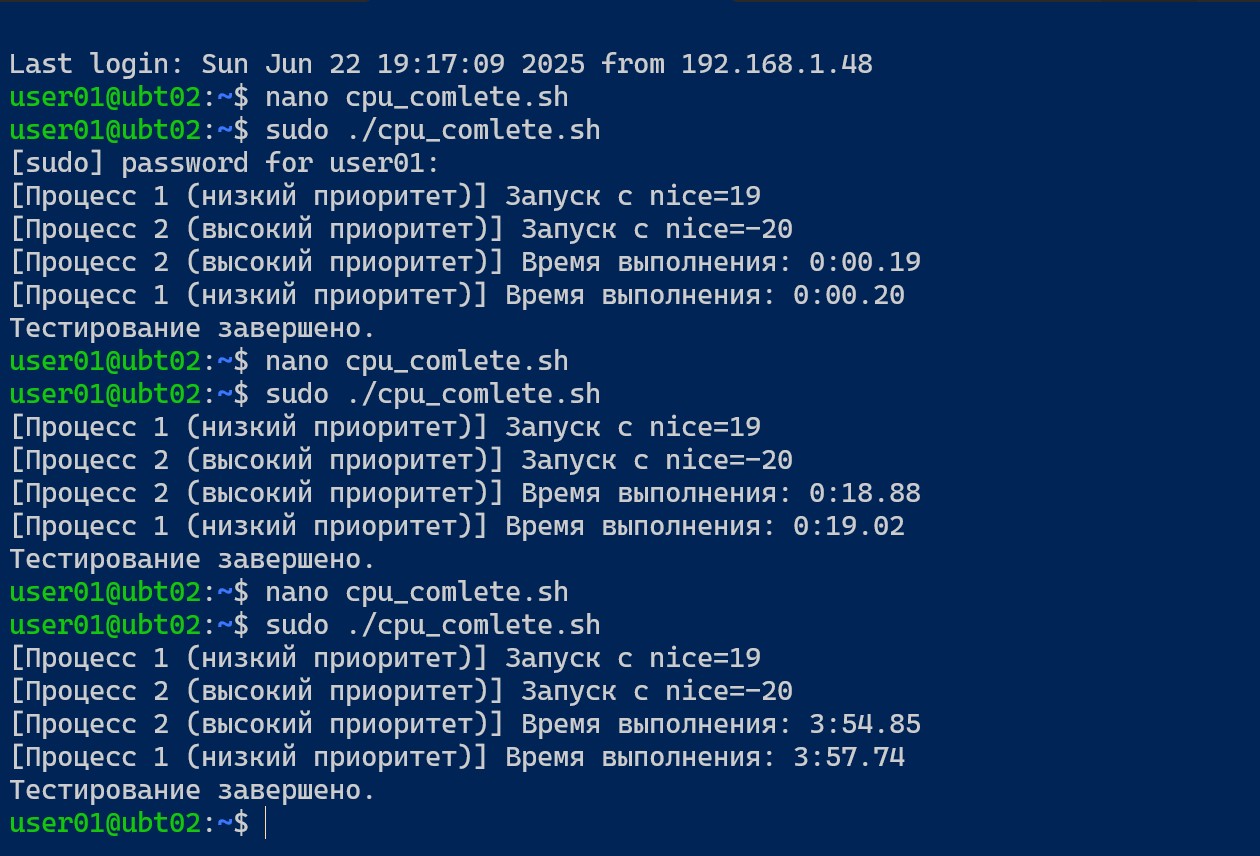 Last login: Sun Jun 22 19:17:09 2025 from 192.168.1.48
user01@ubt02:~$ nano cpu_comlete.sh
user01@ubt02:~$ sudo ./cpu_comlete.sh
[sudo] password for user01:
[Процесс 1 (низкий приоритет)] Запуск с nice=19
[Процесс 2 (высокий приоритет)] Запуск с nice=-20
[Процесс 2 (высокий приоритет)] Время выполнения: 0:00.19
[Процесс 1 (низкий приоритет)] Время выполнения: 0:00.20
Тестирование завершено.
user01@ubt02:~$ nano cpu_comlete.sh
user01@ubt02:~$ sudo ./cpu_comlete.sh
[Процесс 1 (низкий приоритет)] Запуск с nice=19
[Процесс 2 (высокий приоритет)] Запуск с nice=-20
[Процесс 2 (высокий приоритет)] Время выполнения: 0:18.88
[Процесс 1 (низкий приоритет)] Время выполнения: 0:19.02
Тестирование завершено.
user01@ubt02:~$ nano cpu_comlete.sh
user01@ubt02:~$ sudo ./cpu_comlete.sh
[Процесс 1 (низкий приоритет)] Запуск с nice=19
[Процесс 2 (высокий приоритет)] Запуск с nice=-20
[Процесс 2 (высокий приоритет)] Время выполнения: 3:54.85
[Процесс 1 (низкий приоритет)] Время выполнения: 3:57.74
Тестирование завершено.
user01@ubt02:~$